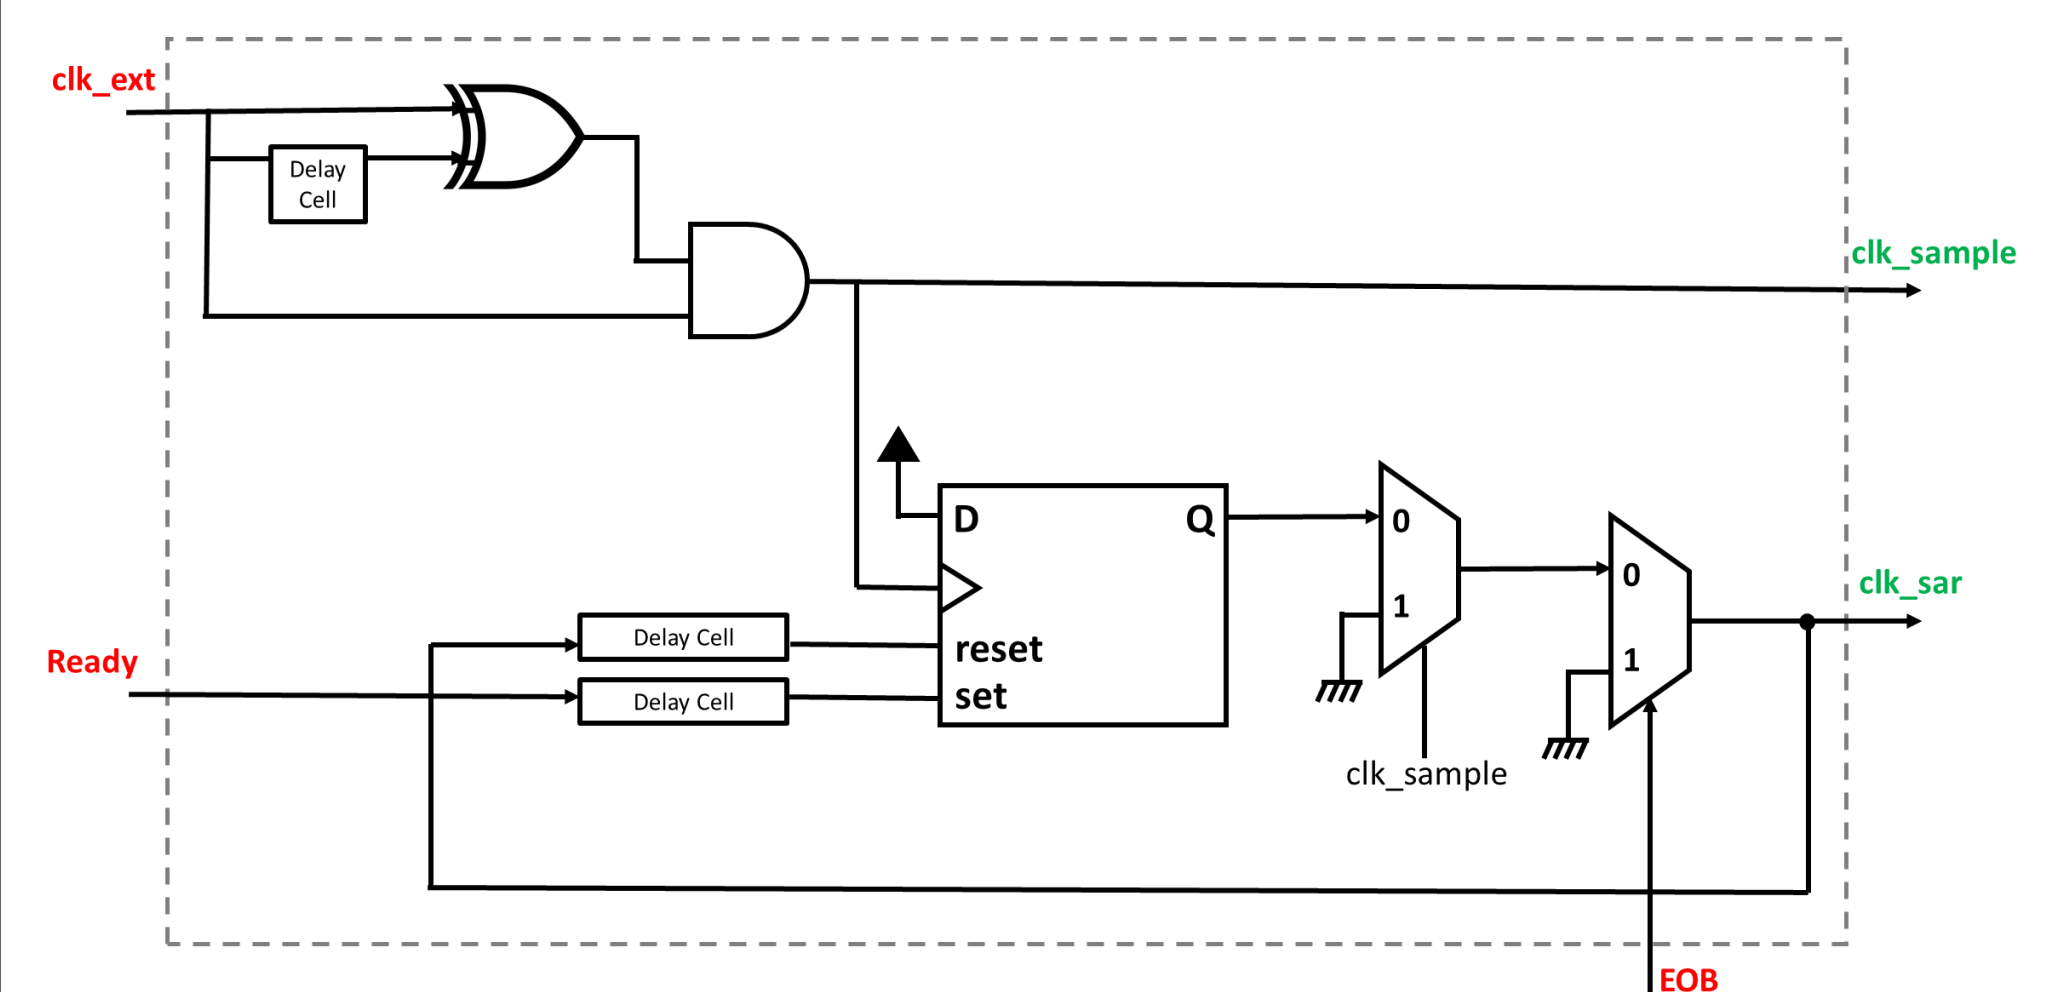 clk_ext
Delay
Cell
clk_sample
D
Q
0
1
0
1
clk_sar
Delay Cell
reset
Ready
Delay Cell
set
clk_sample
EOB